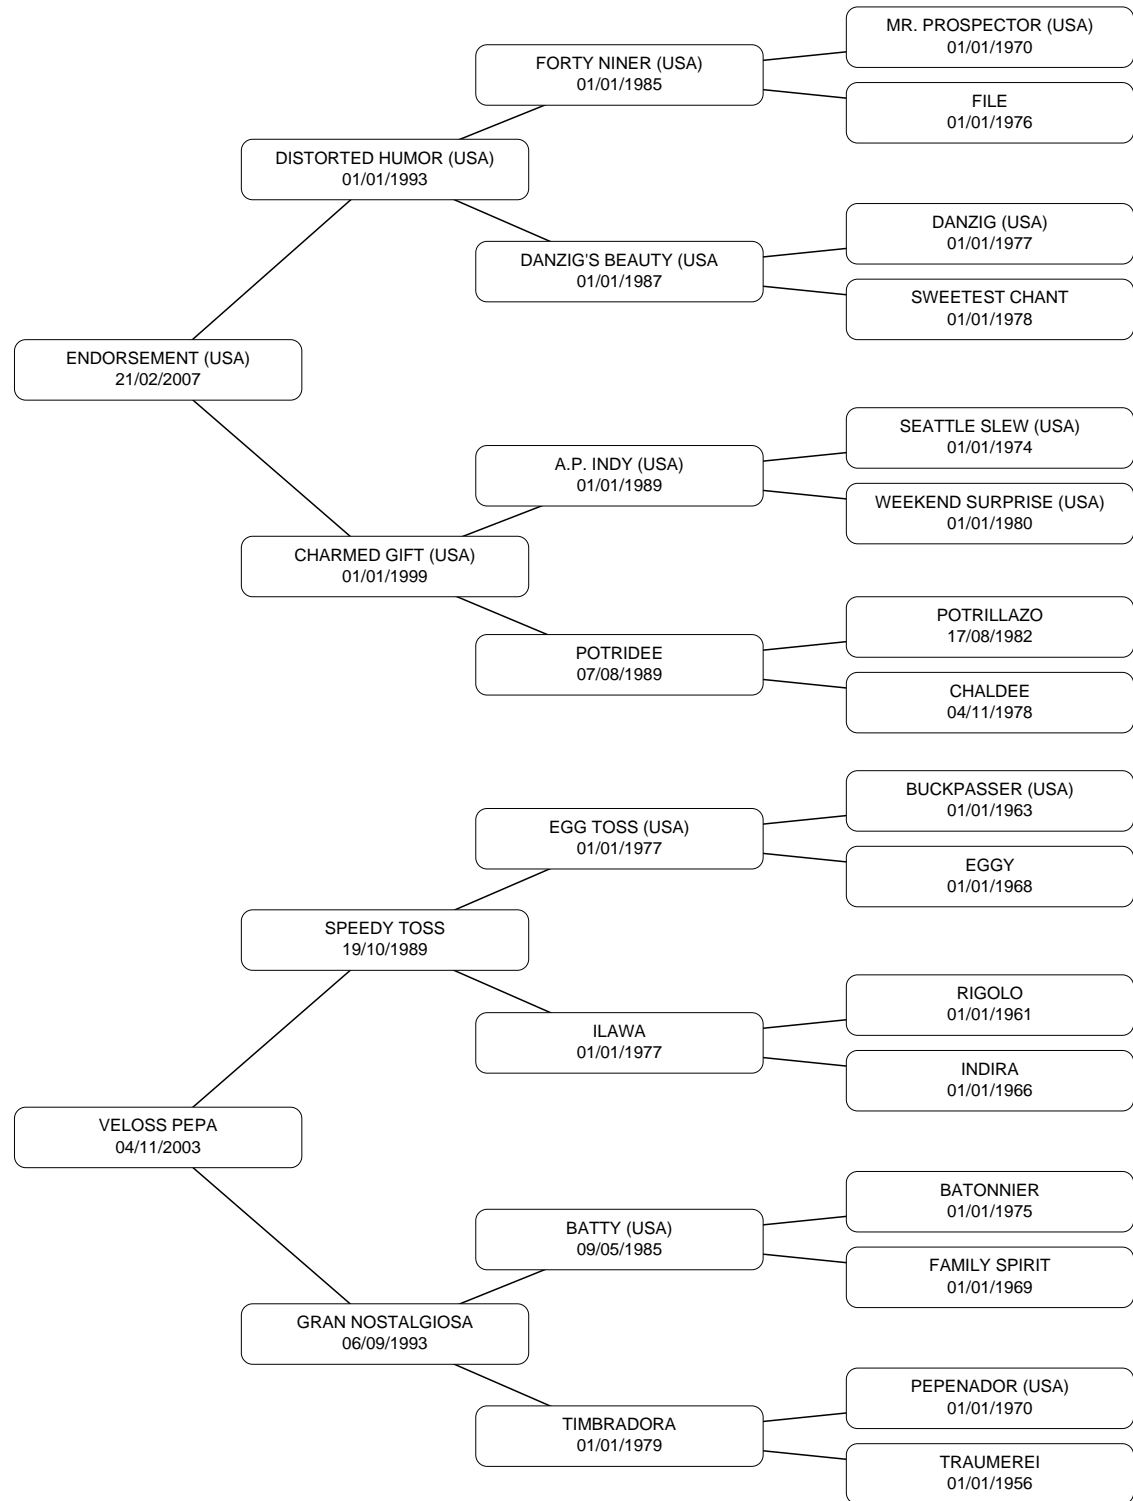 MR. PROSPECTOR (USA)
01/01/1970
FORTY NINER (USA)
01/01/1985
FILE
01/01/1976
DISTORTED HUMOR (USA)
01/01/1993
DANZIG (USA)
01/01/1977
DANZIG'S BEAUTY (USA
01/01/1987
SWEETEST CHANT
01/01/1978
ENDORSEMENT (USA)
21/02/2007
SEATTLE SLEW (USA)
01/01/1974
A.P. INDY (USA)
01/01/1989
WEEKEND SURPRISE (USA)
01/01/1980
CHARMED GIFT (USA)
01/01/1999
POTRILLAZO
17/08/1982
POTRIDEE
07/08/1989
CHALDEE
04/11/1978
BUCKPASSER (USA)
01/01/1963
EGG TOSS (USA)
01/01/1977
EGGY
01/01/1968
SPEEDY TOSS
19/10/1989
RIGOLO
01/01/1961
ILAWA
01/01/1977
INDIRA
01/01/1966
VELOSS PEPA
04/11/2003
BATONNIER
01/01/1975
BATTY (USA)
09/05/1985
FAMILY SPIRIT
01/01/1969
GRAN NOSTALGIOSA
06/09/1993
PEPENADOR (USA)
01/01/1970
TIMBRADORA
01/01/1979
TRAUMEREI
01/01/1956